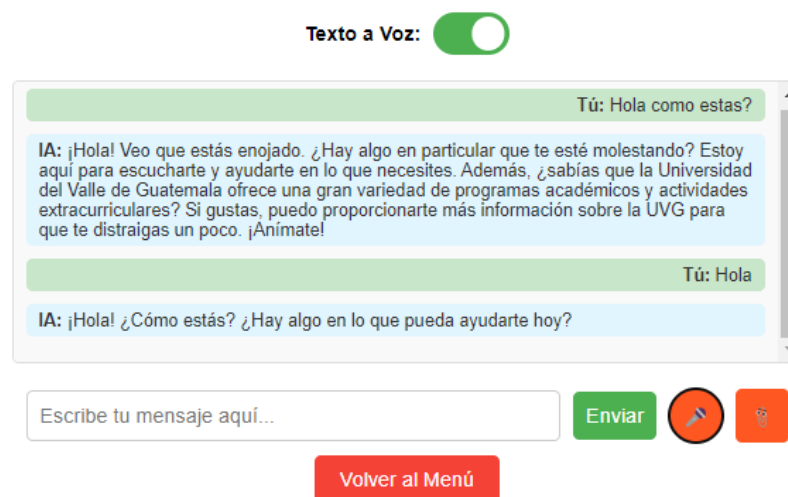 Texto a Voz:
Tú: Hola como estas?
IA: ¡Hola! Veo que estás enojado. ¿Hay algo en particular que te esté molestando? Estoy
aquí para escucharte y ayudarte en lo que necesites. Además, ¿sabías que la Universidad
del Valle de Guatemala ofrece una gran variedad de programas académicos y actividades
extracurriculares? Si gustas, puedo proporcionarte más información sobre la UVG para
que te distraigas un poco. ¡Anímate!
Tú: Hola
IA: ¡Hola! ¿Cómo estás? ¿Hay algo en lo que pueda ayudarte hoy?
Escribe tu mensaje aquí...
Enviar
Volver al Menú